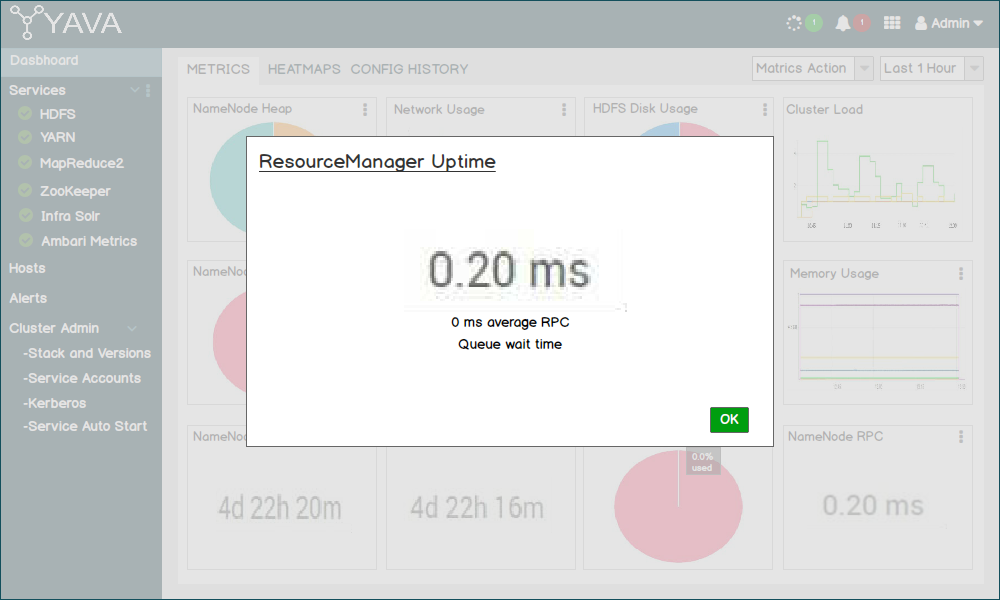 YAVA
1
1
Admin
Dasbhoard
Services
HDFS
YARN
MapReduce2
ZooKeeper
Infra Solr
Ambari Metrics
Hosts
Alerts
Cluster Admin
-Stack and Versions
-Service Accounts
-Kerberos
-Service Auto Start
METRICS
HEATMAPS
CONFIG HISTORY
Matrics Action
Last 1 Hour
NameNode Heap
Network Usage
HDFS Disk Usage
Cluster Load
ResourceManager Uptime
0.20 ms
0 ms average RPC
Queue wait time
OK
NameNo
Memory Usage
NameNo
4d 22h 20m
4d 22h 16m
0.0%
used
NameNode RPC
0.20 ms